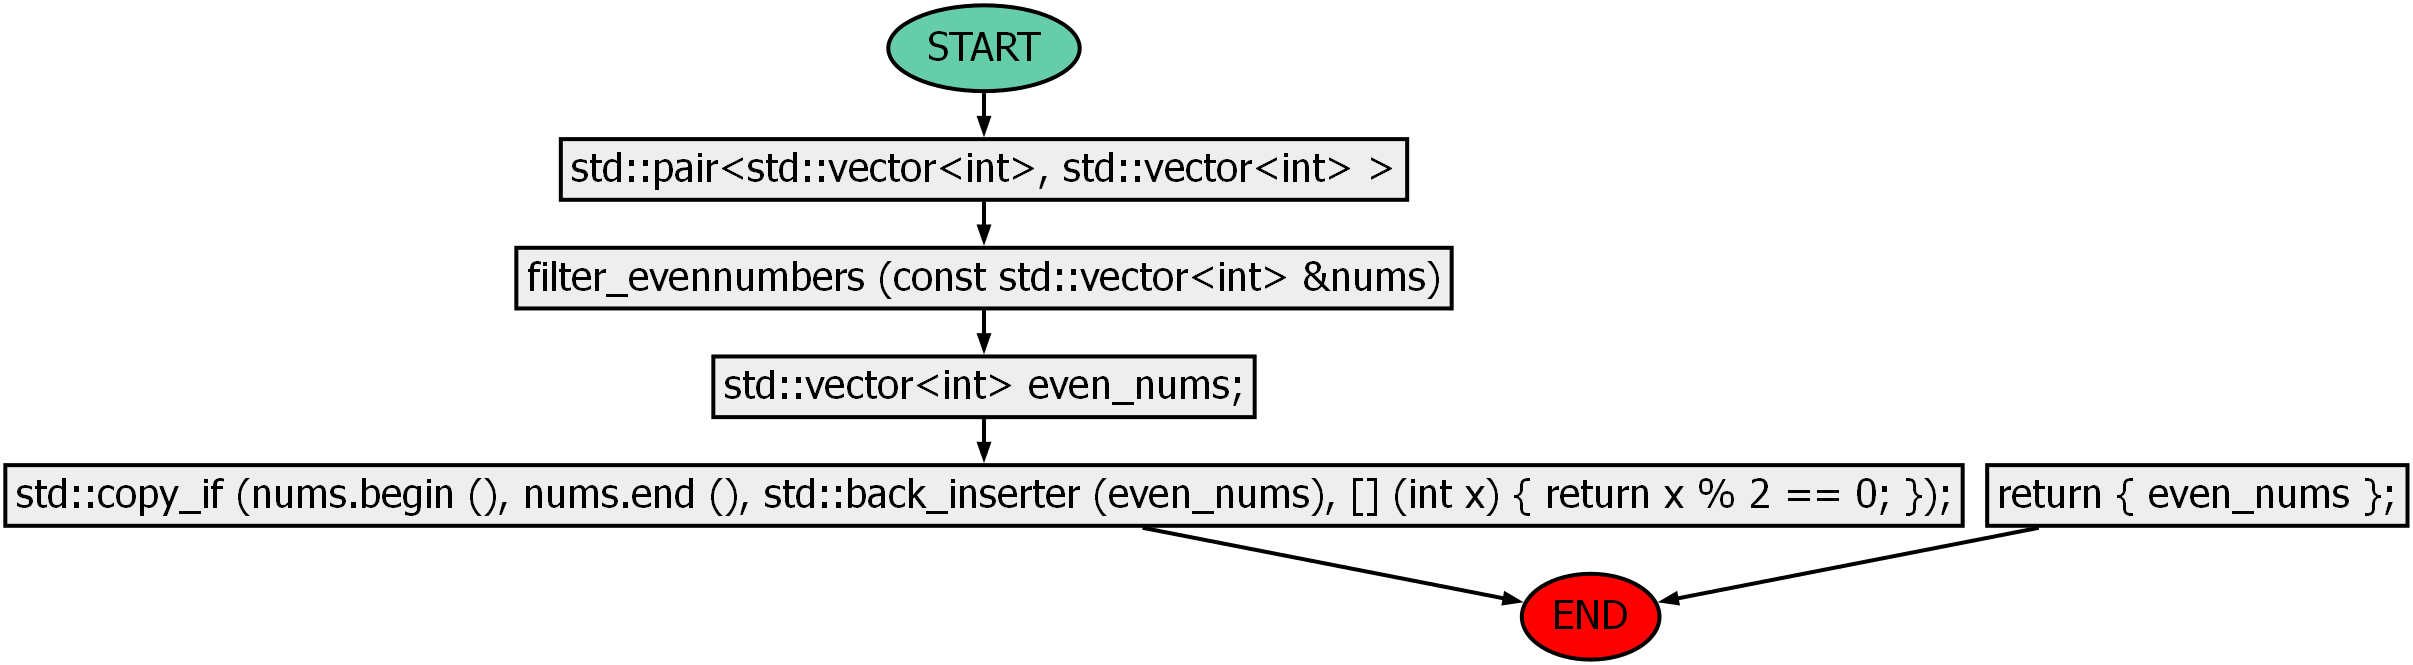 START
std::pair<std::vector<int>, std::vector<int> >
filter_evennumbers (const std::vector<int> &nums)
std::vector<int> even_nums;
std::copy_if (nums.begin (), nums.end (), std::back_inserter (even_nums), [] (int x) { return x % 2 == 0; });
return { even_nums };
END